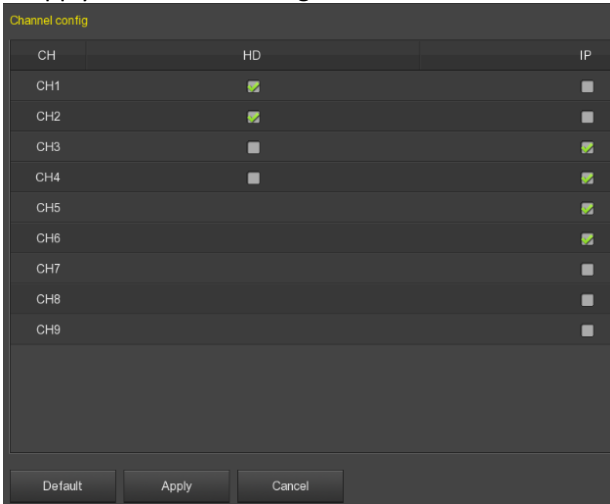 Channel config
CH HD IP
CH1
CH2
CH3
CH4
CH5
CH6
CH7
CH8
CH9
Default Apply Cancel